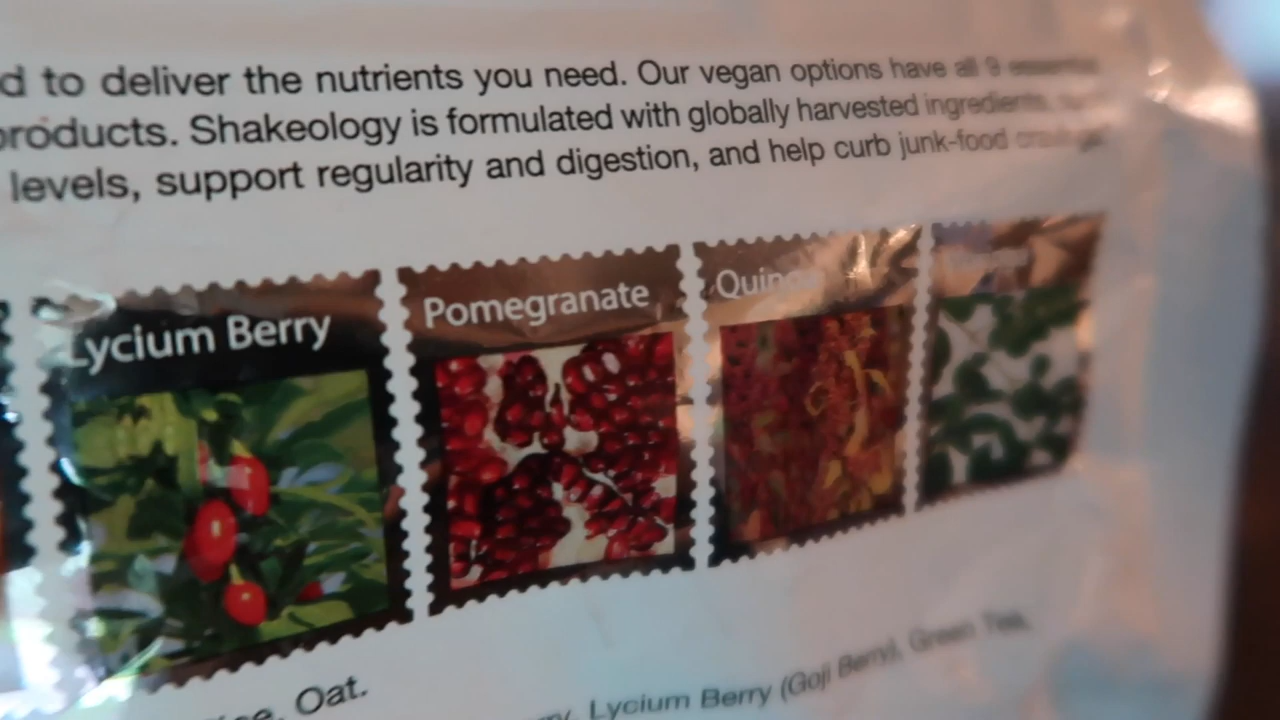 d to deliver the nutrients you need. Our vegan options have all 9
products. Shakeology is formulated with globally harvested ingredients,
levels, support regularity and digestion, and help curb junk-food
Lycium Berry
Pomegranate
Quinoa
Oat.
Lycium Berry (Goji Berry), Green Tea,